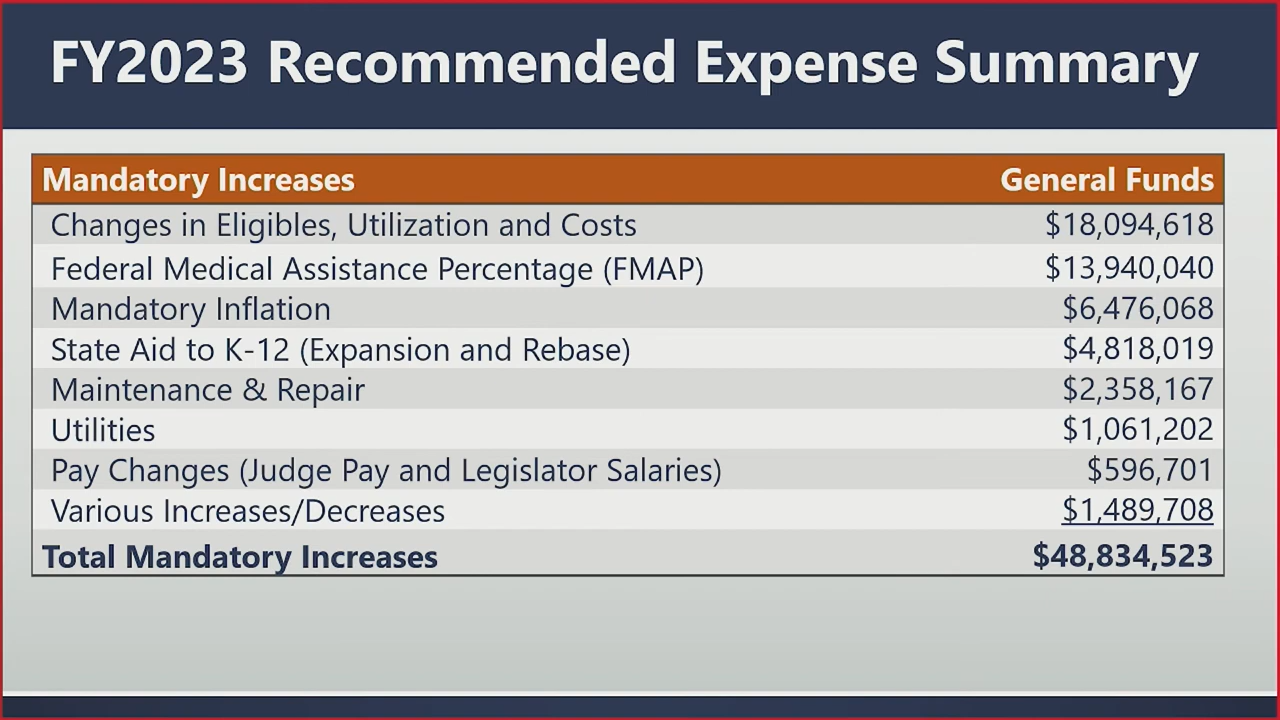 FY2023 Recommended Expense Summary
Mandatory Increases General Funds
Changes in Eligibles, Utilization and Costs $18,094,618
Federal Medical Assistance Percentage (FMAP) $13,940,040
Mandatory Inflation $6,476,068
State Aid to K-12 (Expansion and Rebase) $4,818,019
Maintenance & Repair $2,358,167
Utilities $1,061,202
Pay Changes (Judge Pay and Legislator Salaries) $596,701
Various Increases/Decreases $1,489,708
Total Mandatory Increases $48,834,523